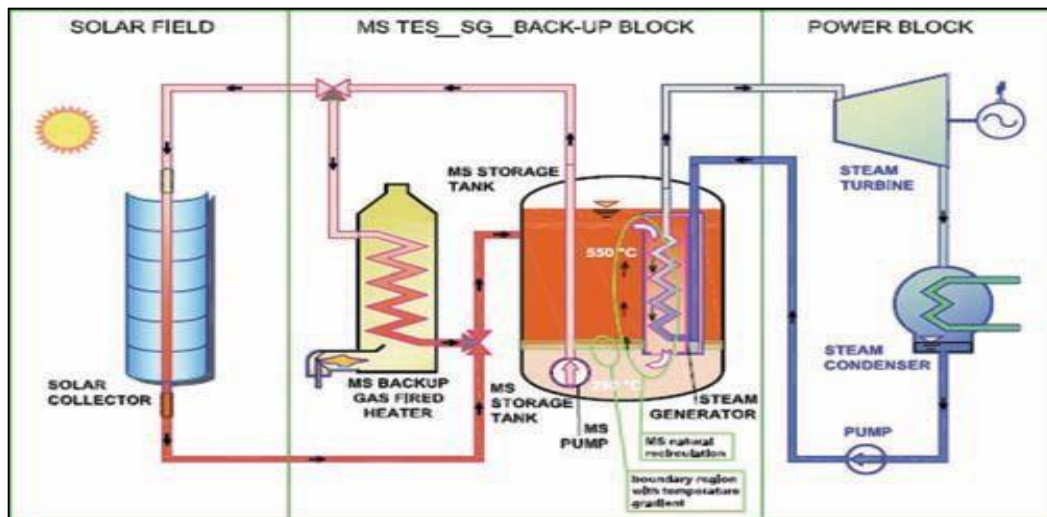 SOLAR FIELD
MS TES__SG__BACK-UP BLOCK
POWER BLOCK
MS STORAGE
TANK
STEAM
TURBINE
550 °C
STEAM CONDENSER
SOLAR
COLLECTOR
MS BACKUP
GAS FIRED
HEATER
MS
STORAGE
TANK
°C
MS
PUMP
STEAM
GENERATOR
PUMP
MS natural
recirculation
boundary region
with temperature
gradient